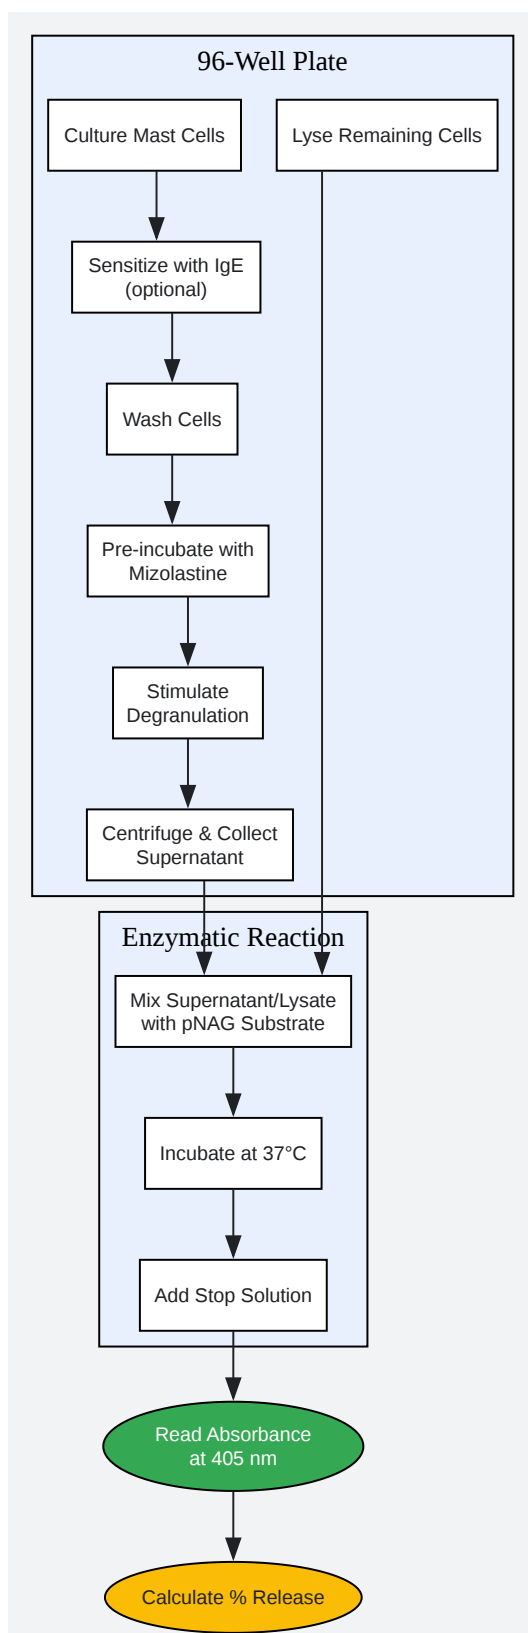 96-Well Plate
Culture Mast Cells
Lyse Remaining Cells
Sensitize with IgE
(optional)
Wash Cells
Pre-incubate with
Mizolastine
Stimulate
Degranulation
Centrifuge & Collect
Supernatant
Enzymatic Reaction
Mix Supernatant/Lysate
with pNAG Substrate
Incubate at 37°C
Add Stop Solution
Read Absorbance
at 405 nm
Calculate % Release